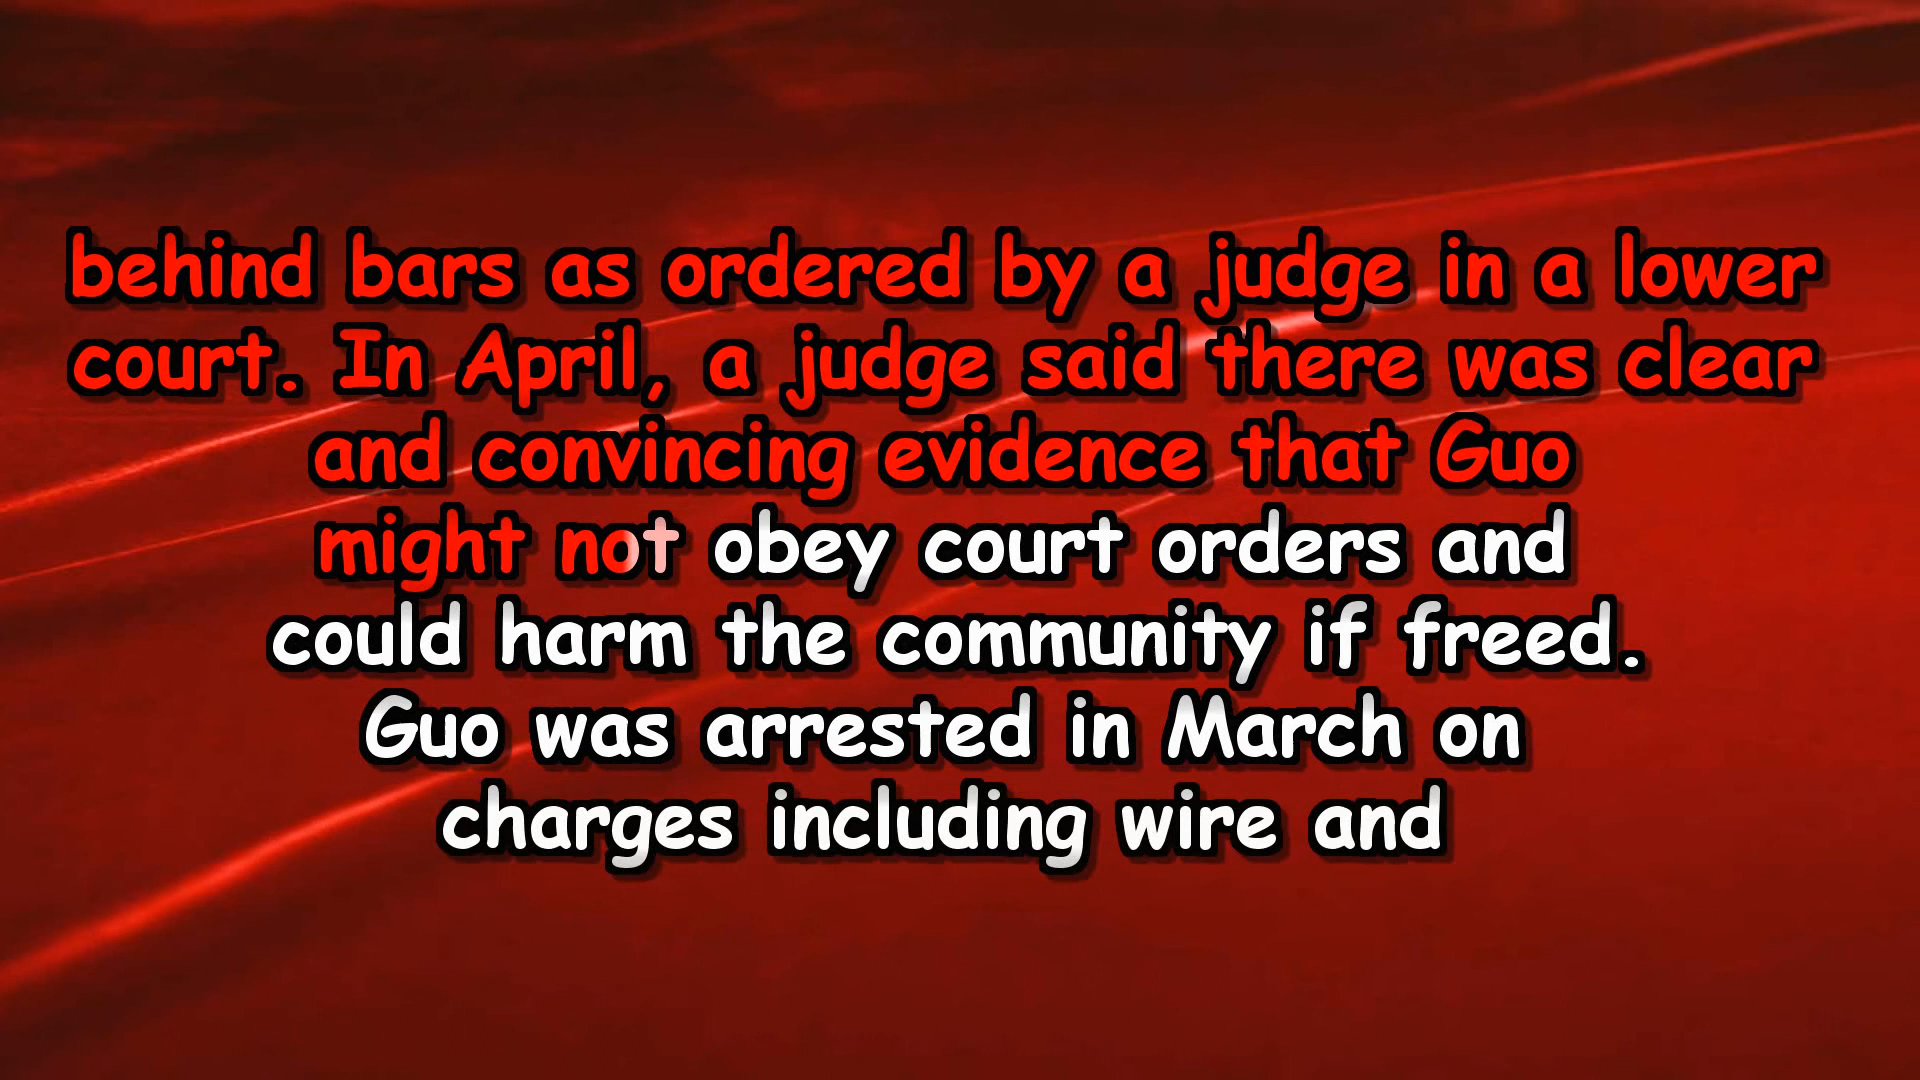 behind bars as ordered by a judge in a lower
court. In April, a judge said there was clear
and convincing evidence that Guo
might not obey court orders and
could harm the community if freed.
Guo was arrested in March on
charges including wire and